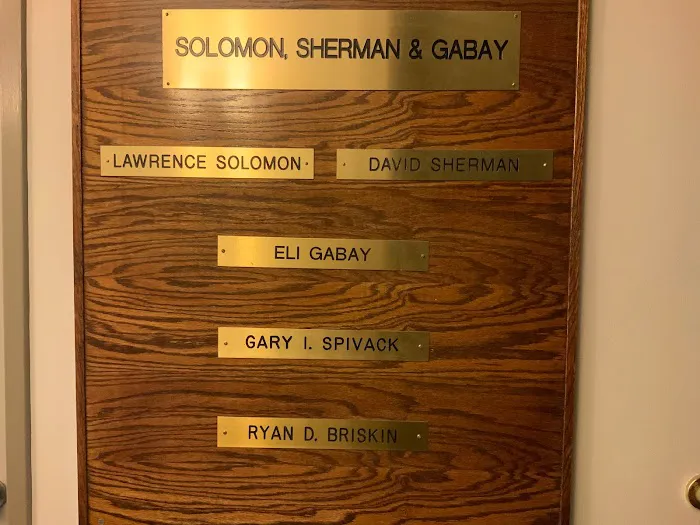 SOLOMON, SHERMAN & GABAY
LAWRENCE SOLOMON DAVID SHERMAN
ELI GABAY
GARY I. SPIVACK
RYAN D. BRISKIN